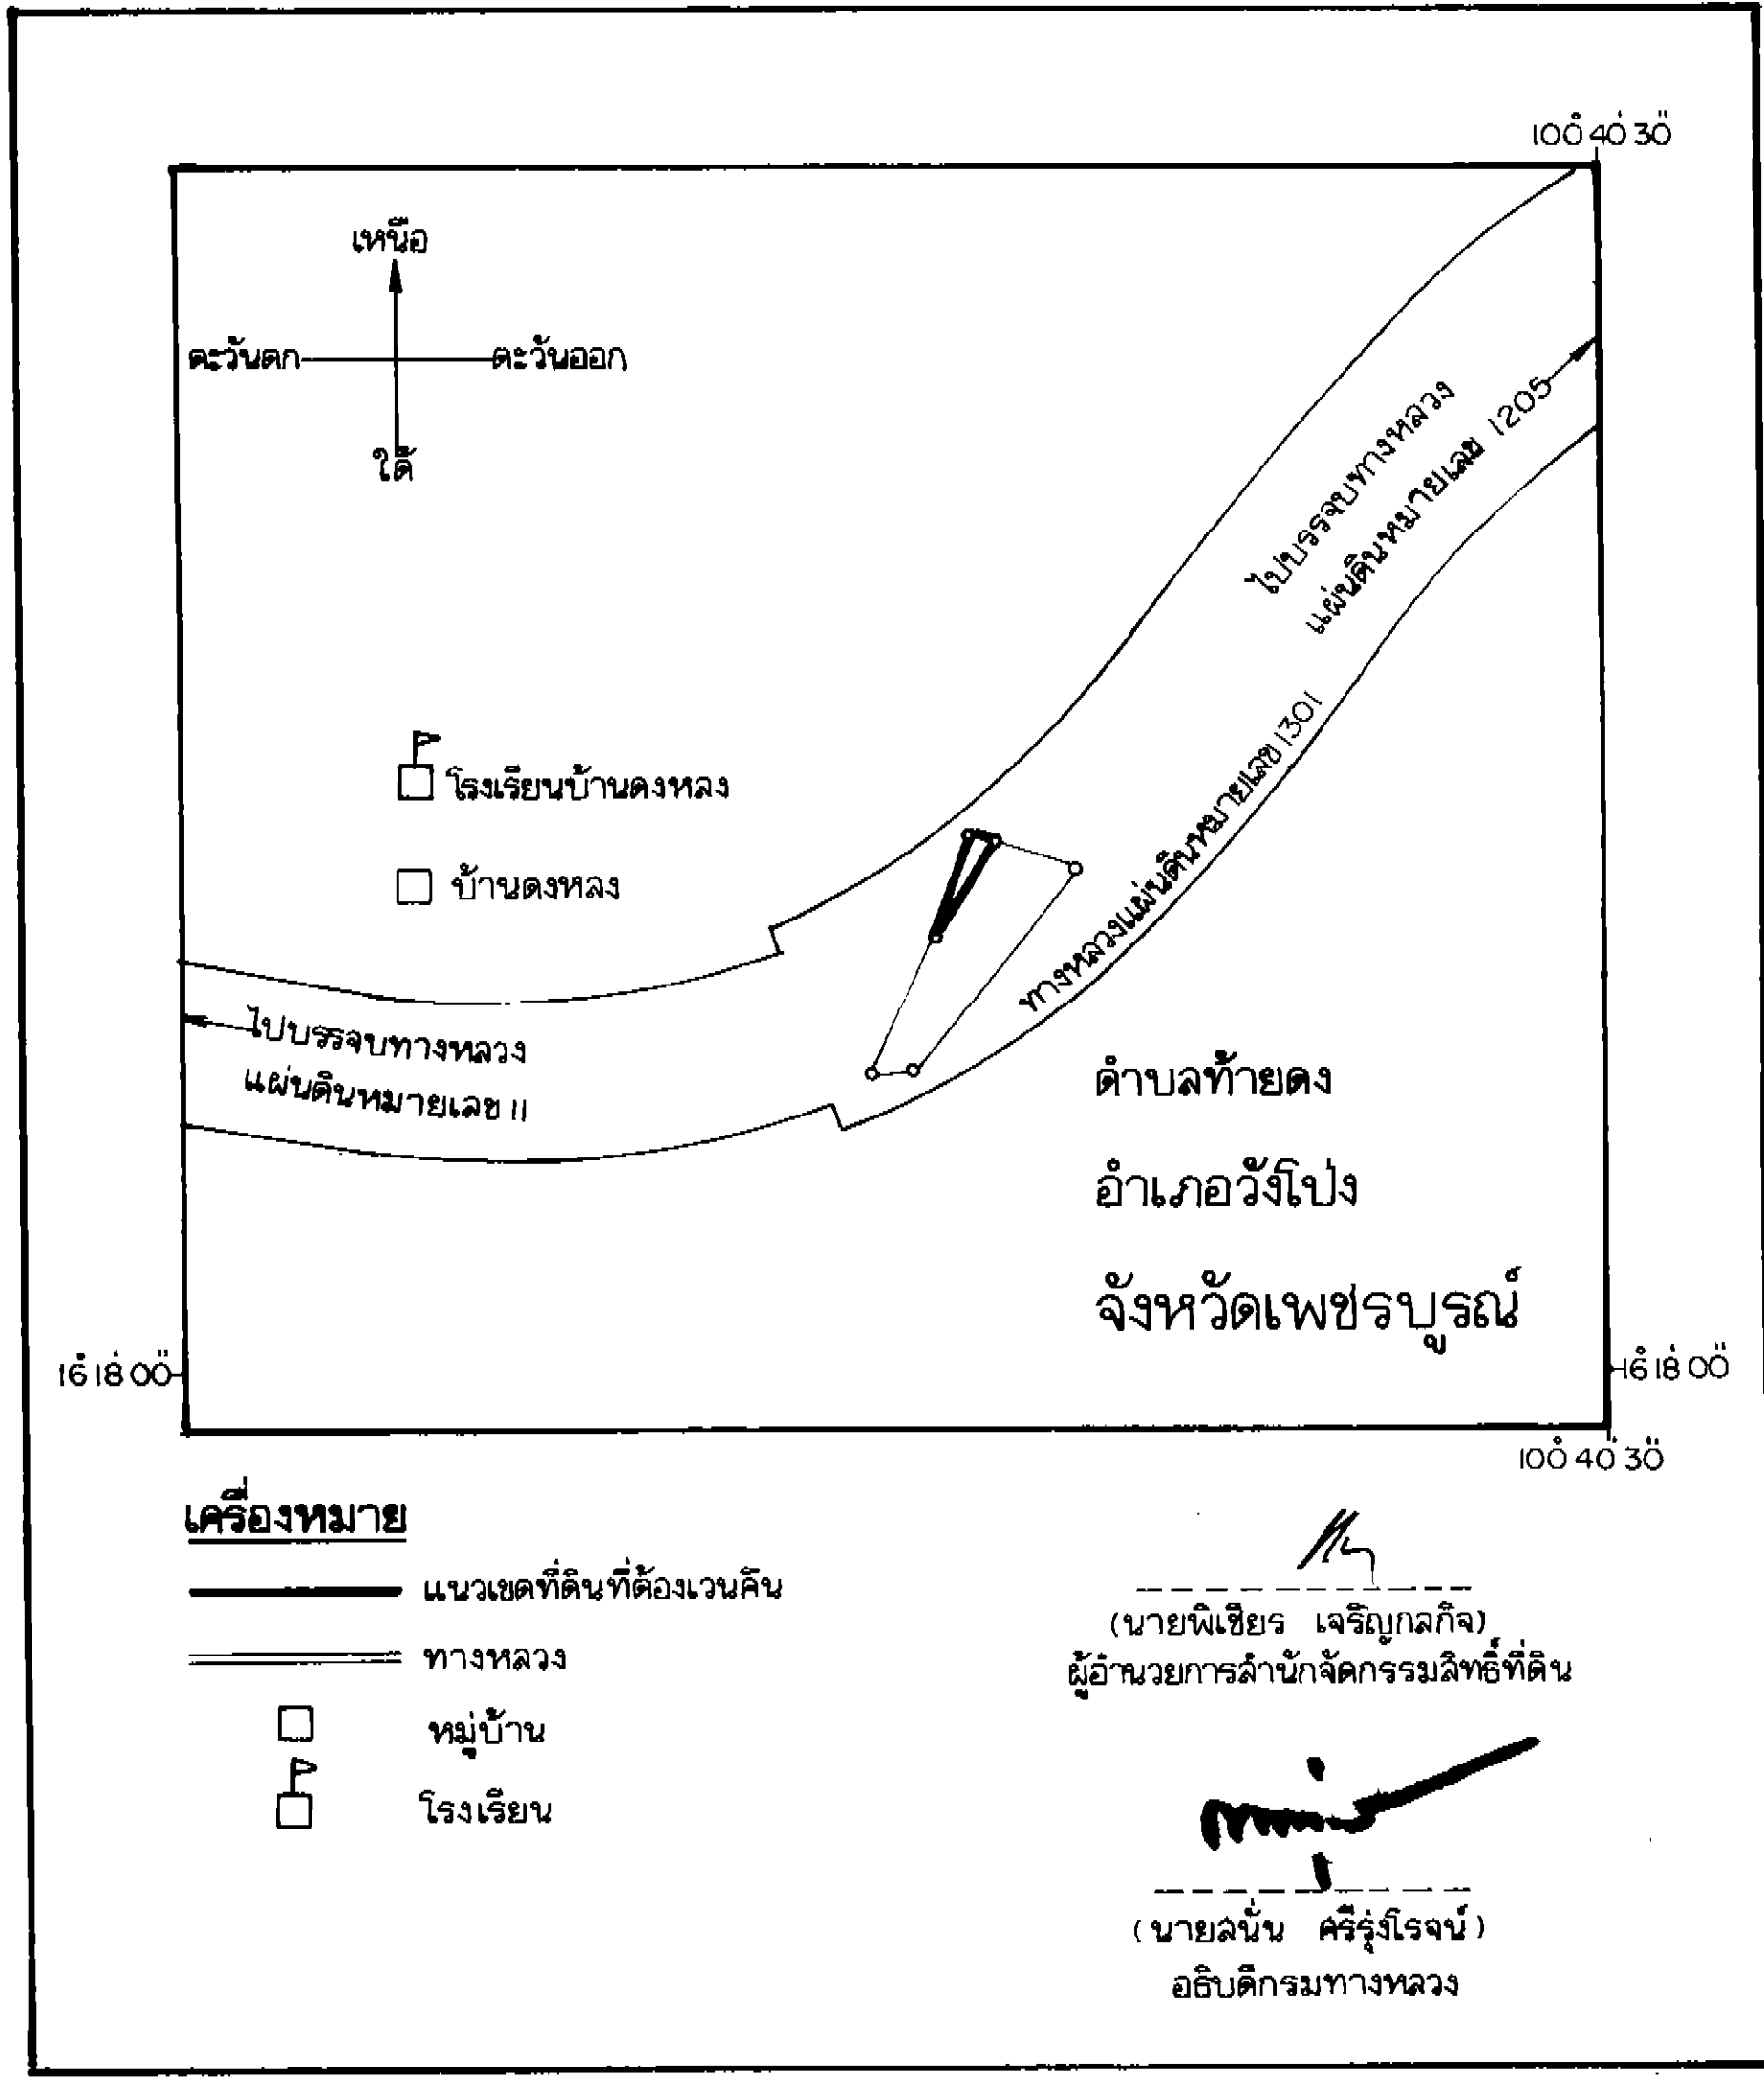 100° 40' 30"
เหนือ
ตะวันตก
ตะวันออก
ใต้
ไปบรรจบทางหลวง
แผ่นดินหมายเลข 1205
ทางหลวงแผ่นดินหมายเลข 1301
โรงเรียนบ้านดงหลง
บ้านดงหลง
ไปบรรจบทางหลวง
แผ่นดินหมายเลข 11
ตำบลท้ายดง
อำเภอวังโป่ง
จังหวัดเพชรบูรณ์
16° 18' 00"
16° 18' 00"
100° 40' 30"
เครื่องหมาย
แนวเขตที่ดินที่ต้องเวนคืน
ทางหลวง
หมู่บ้าน
โรงเรียน
(นายพิเชียร เจริญกลกิจ)
ผู้อำนวยการสำนักจัดกรรมสิทธิ์ที่ดิน
(นายสนั่น ศรีรุ่งโรจน์)
อธิบดีกรมทางหลวง